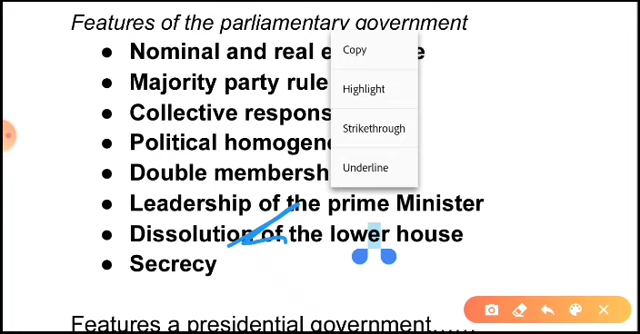 Features of the parliamentary government
● Nominal and real e e
● Majority party rule
● Collective respons
● Political homogen
● Double membersh
● Leadership of the prime Minister
● Dissolution of the lower house
● Secrecy
Copy
Highlight
Strikethrough
Underline
Features a presidential government……